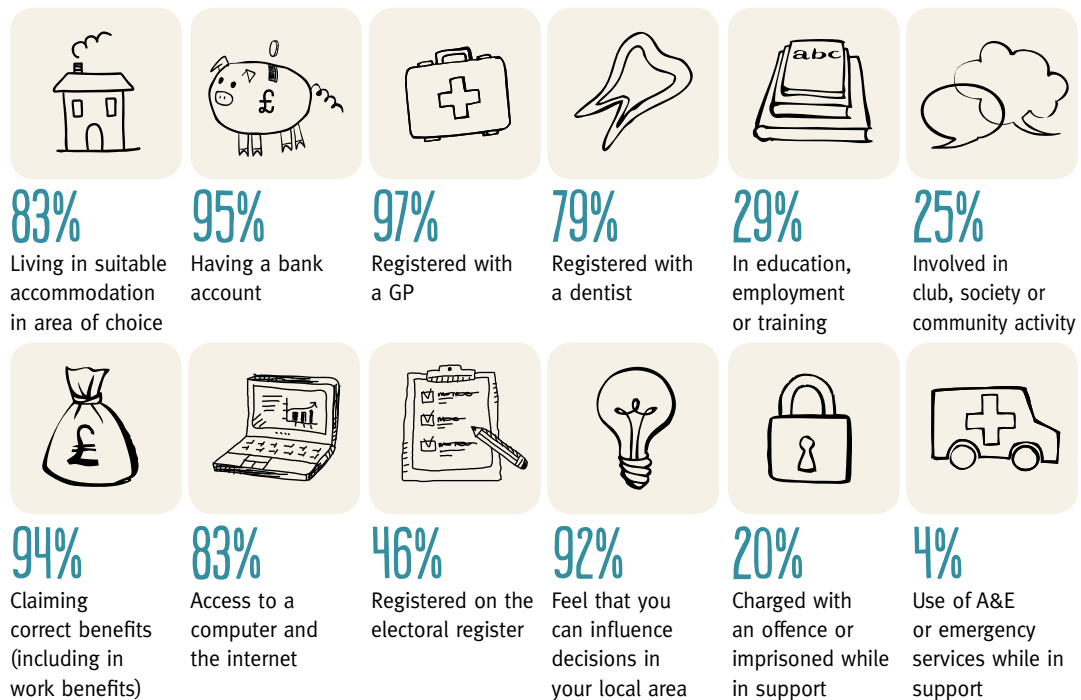 £
abc
83%
Living in suitable
accommodation
in area of choice
95%
Having a bank
account
97%
Registered with
a GP
79%
Registered with
a dentist
29%
In education,
employment
or training
25%
Involved in
club, society or
community activity
£
94%
Claiming
correct benefits
(including in
work benefits)
83%
Access to a
computer and
the internet
46%
Registered on the
electoral register
92%
Feel that you
can influence
decisions in
your local area
20%
Charged with
an offence or
imprisoned while
in support
4%
Use of A&E
or emergency
services while in
support